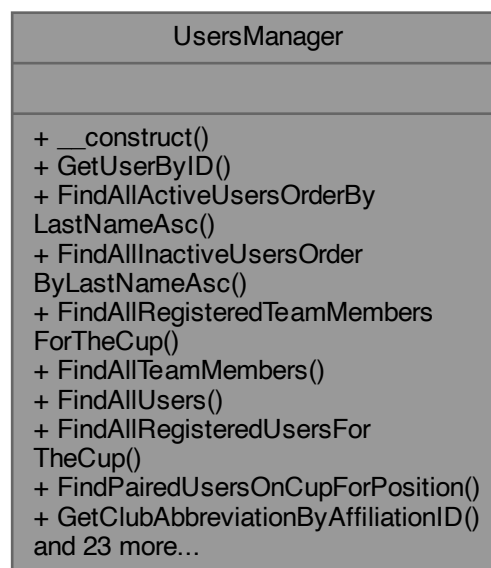 UsersManager
+ __construct()
+ GetUserByID()
+ FindAllActiveUsersOrderBy
LastNameAsc()
+ FindAllInactiveUsersOrder
ByLastNameAsc()
+ FindAllRegisteredTeamMembers
ForTheCup()
+ FindAllTeamMembers()
+ FindAllUsers()
+ FindAllRegisteredUsersFor
TheCup()
+ FindPairedUsersOnCupForPosition()
+ GetClubAbbreviationByAffiliationID()
and 23 more...